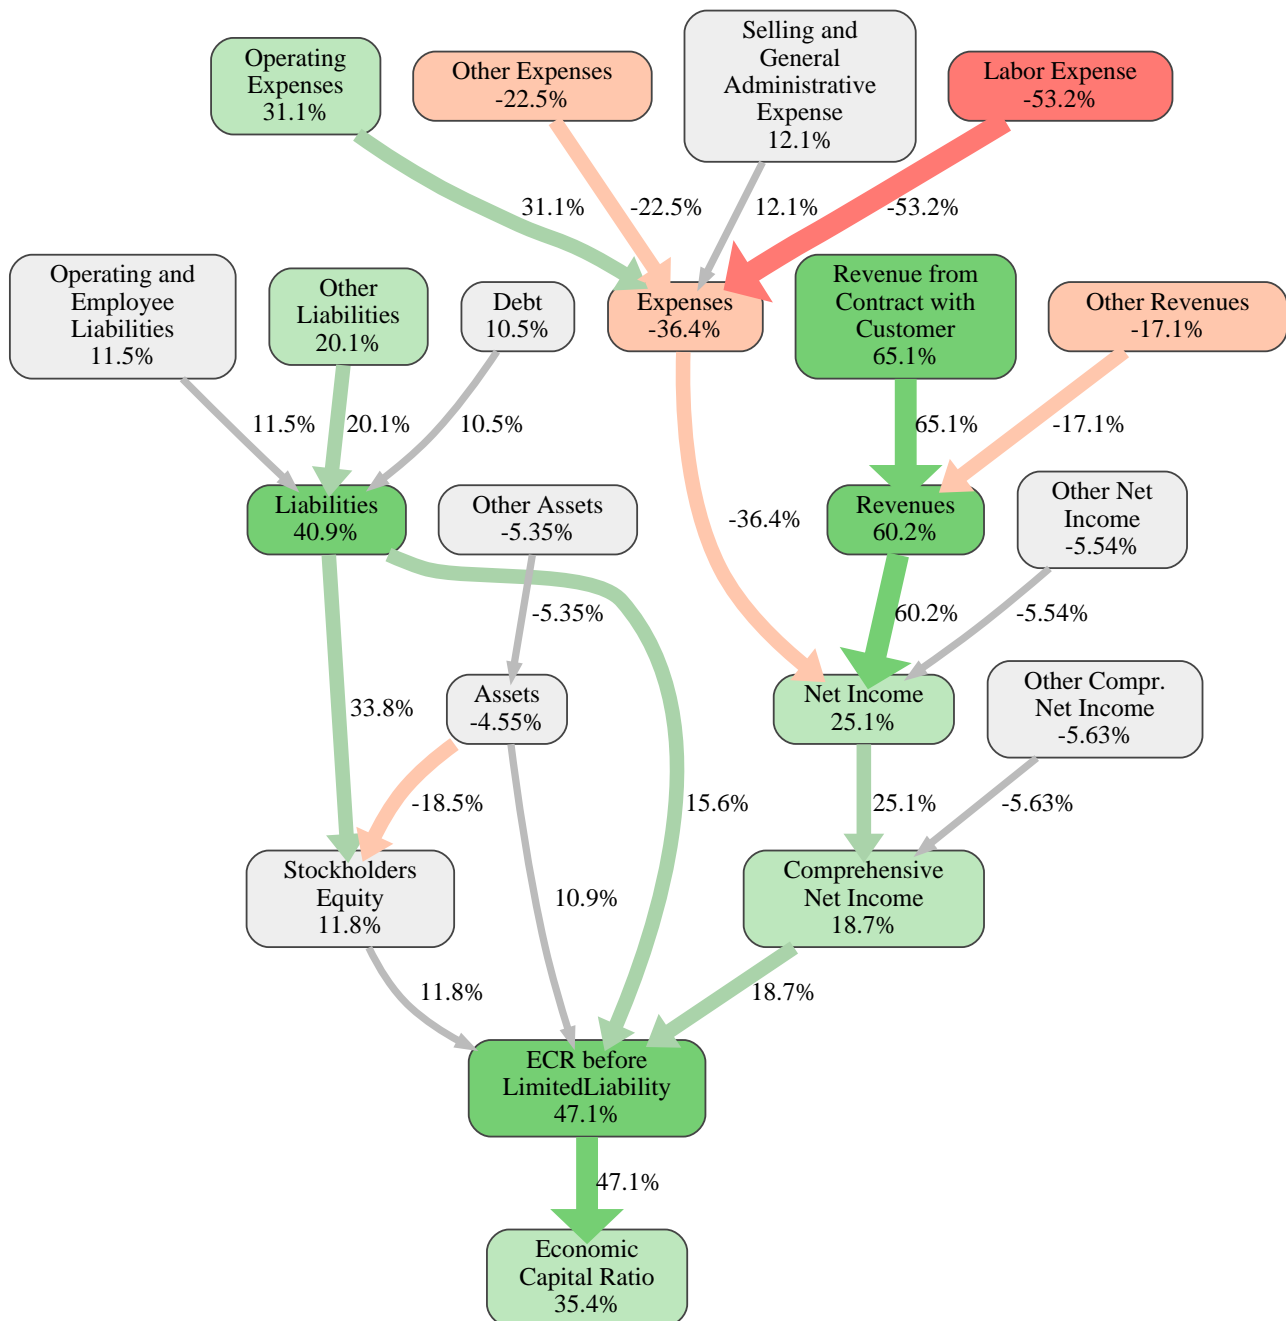 Operating
Expenses
31.1%
Other Expenses
-22.5%
Selling and
General
Administrative
Expense
12.1%
Labor Expense
-53.2%
31.1%
-22.5%
12.1%
-53.2%
Operating and
Employee
Liabilities
11.5%
Other
Liabilities
20.1%
Debt
10.5%
Expenses
-36.4%
Revenue from
Contract with
Customer
65.1%
Other Revenues
-17.1%
11.5%
20.1%
10.5%
65.1%
-17.1%
Liabilities
40.9%
Other Assets
-5.35%
-36.4%
Revenues
60.2%
Other Net
Income
-5.54%
-5.35%
60.2%
-5.54%
33.8%
Assets
-4.55%
Net Income
25.1%
Other Compr.
Net Income
-5.63%
-18.5%
15.6%
25.1%
-5.63%
Stockholders
Equity
11.8%
10.9%
Comprehensive
Net Income
18.7%
11.8%
18.7%
ECR before
LimitedLiability
47.1%
47.1%
Economic
Capital Ratio
35.4%